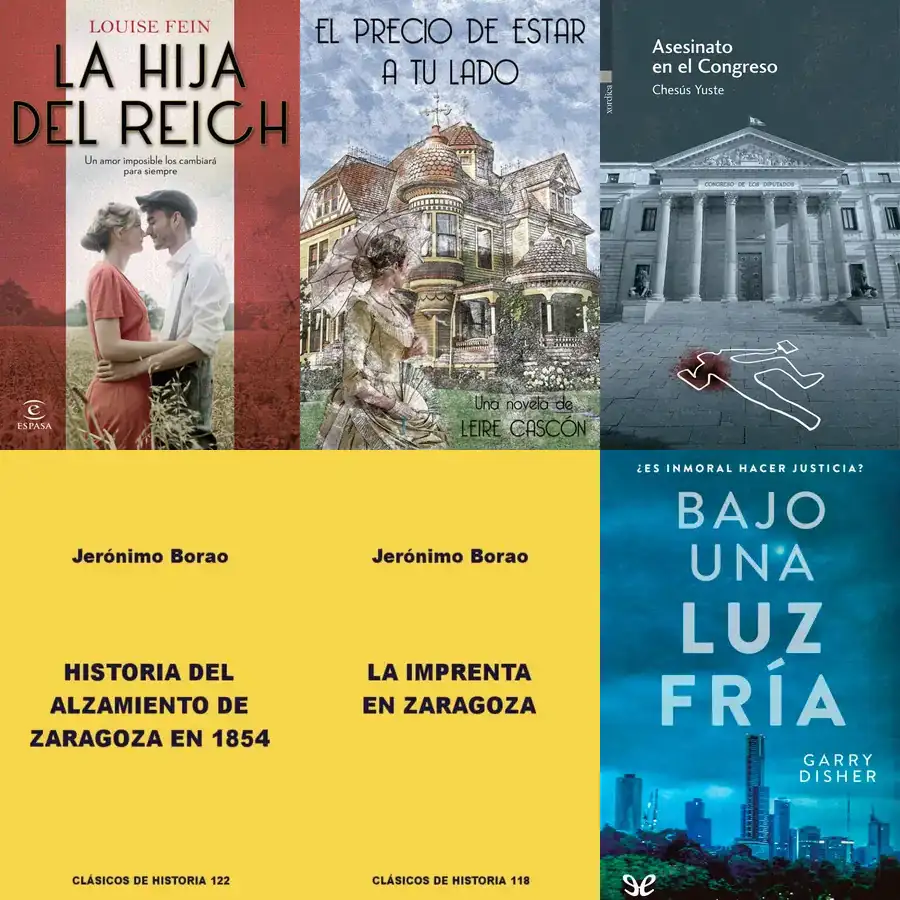 LOUISE FEIN
LA HIJA
DEL REICH
Un amor imposible los cambiará
para siempre
e
ESPASA
EL PRECIO DE ESTAR
A TU LADO
Una novela de
LEIRE CASCÓN
Asesinato
en el Congreso
Chesús Yuste
xordica
CONGRESO DE LOS DIPUTADOS
Jerónimo Borao
HISTORIA DEL
ALZAMIENTO DE
ZARAGOZA EN 1854
CLÁSICOS DE HISTORIA 122
Jerónimo Borao
LA IMPRENTA
EN ZARAGOZA
CLÁSICOS DE HISTORIA 118
¿ES INMORAL HACER JUSTICIA?
BAJO
UNA
LUZ
FRÍA
GARRY
DISHER